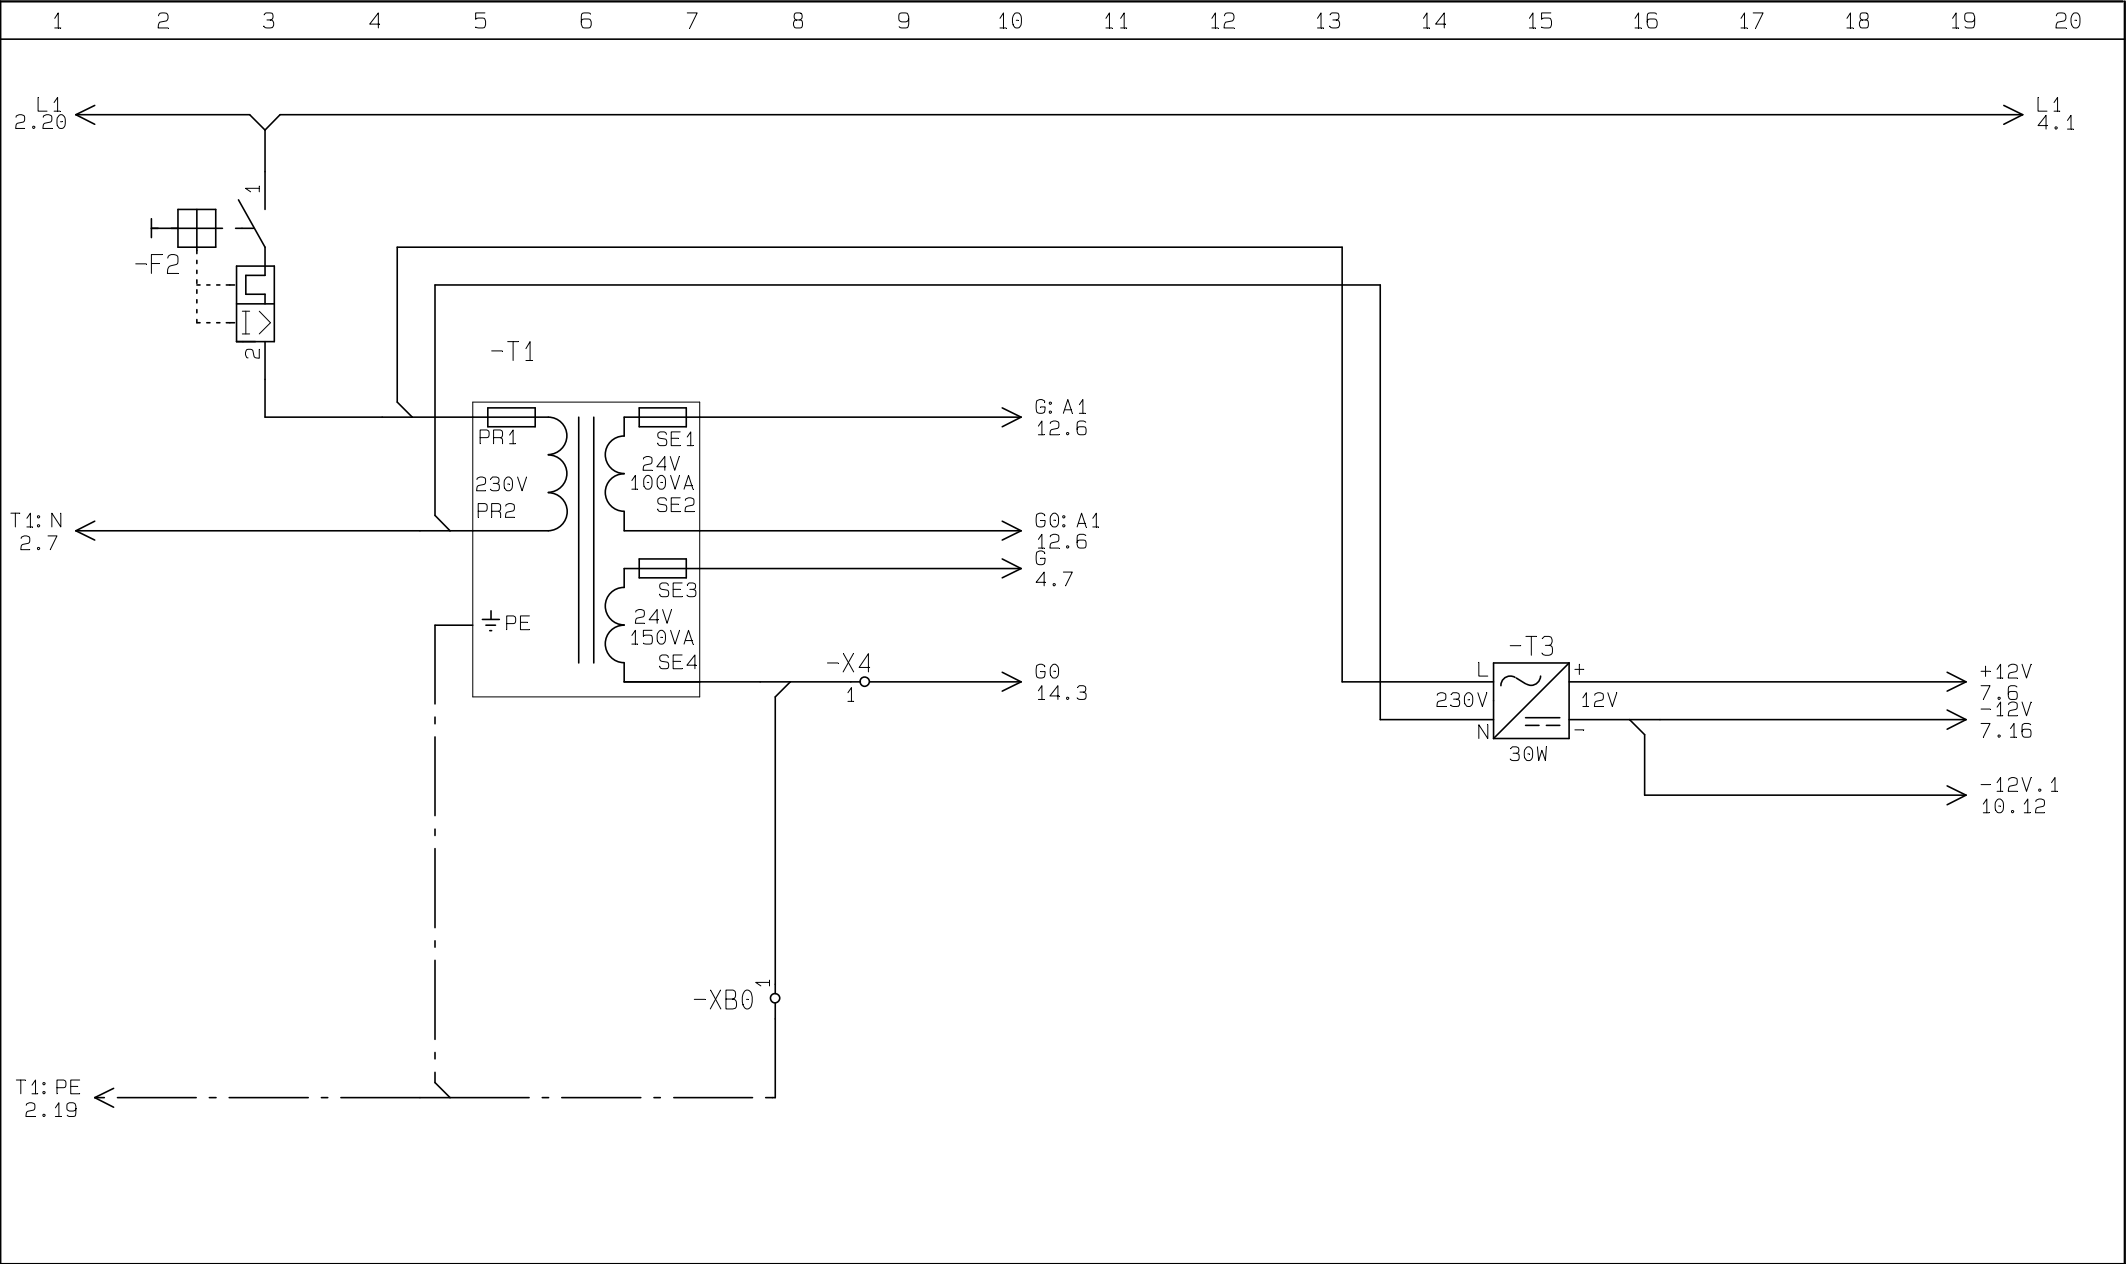 1 2 3 4 5 6 7 8 9 10 11 12 13 14 15 16 17 18 19 20
L1
2.20
L1
4.1
1
-F2
I>
2
-T1
PR1
230V
PR2
SE1
24V
100VA
SE2
G:A1
12.6
T1:N
2.7
G0:A1
12.6
G
4.7
SE3
24V
150VA
SE4
PE
-X4
1
G0
14.3
-T3
L
230V
N
+
12V
-
30W
+12V
7.6
-12V
7.16
-12V.1
10.12
-XB0
1
T1:PE
2.19